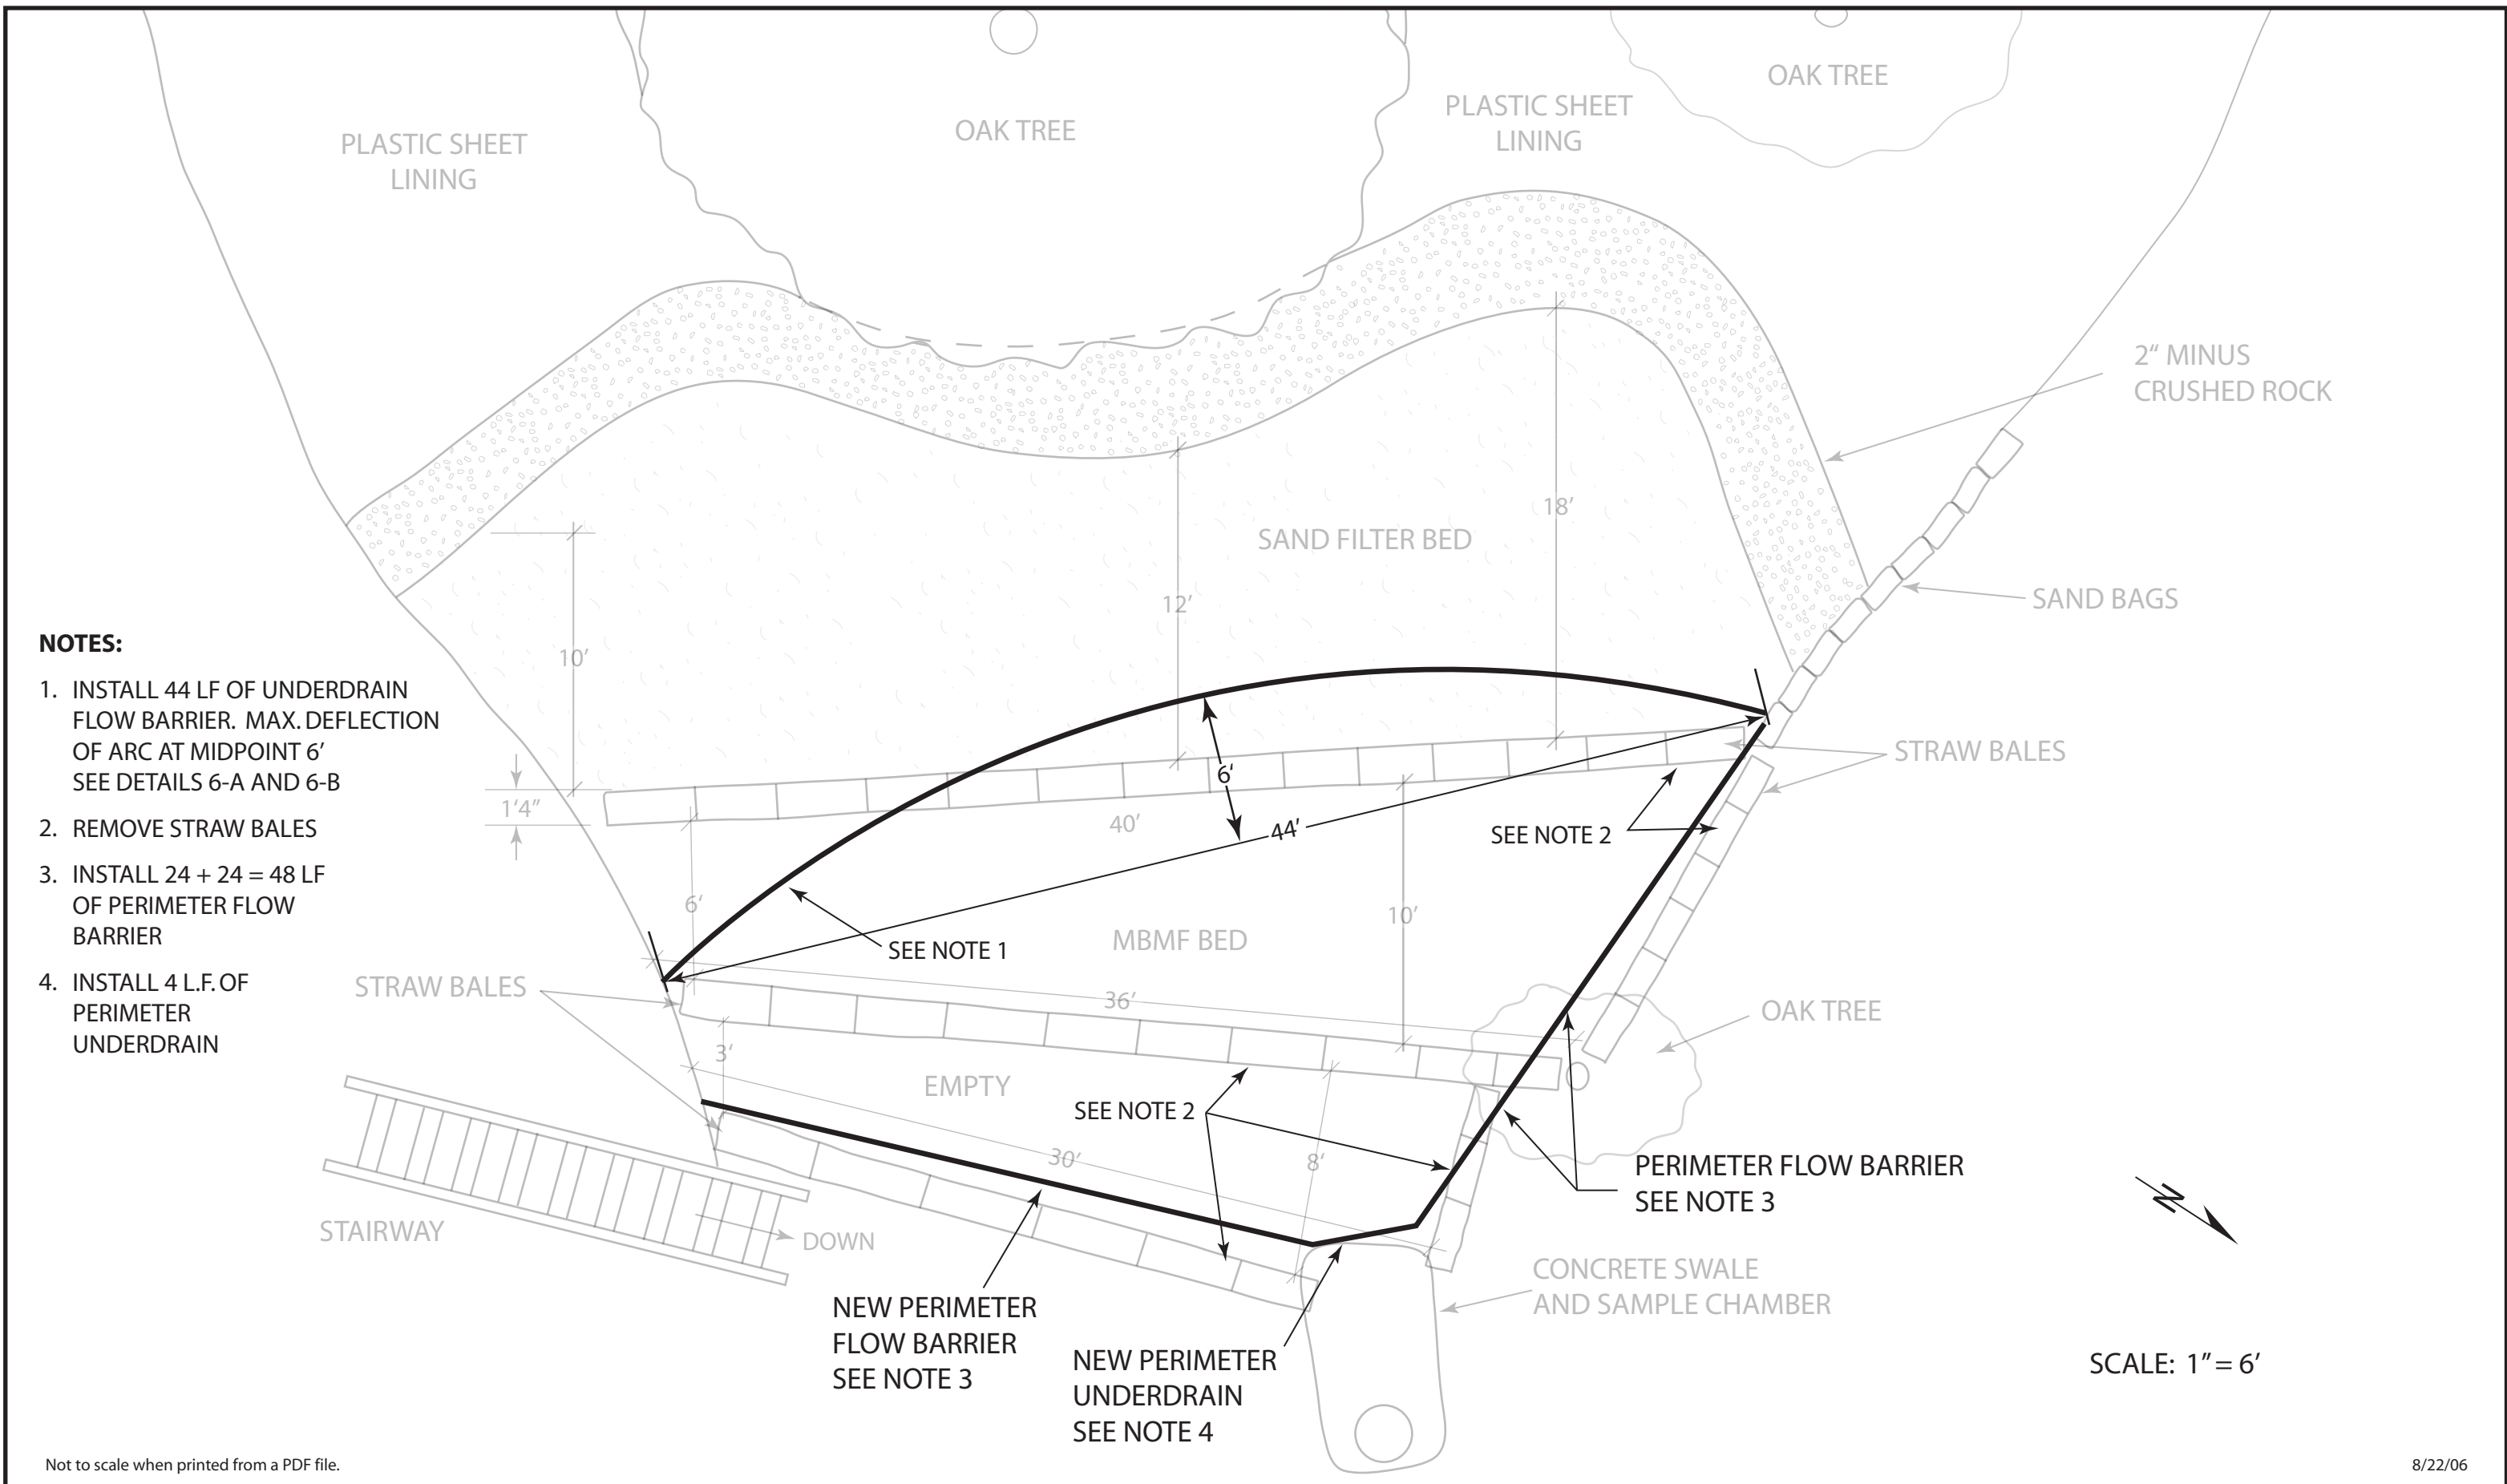 OAK TREE
OAK TREE
PLASTIC SHEET
LINING
PLASTIC SHEET
LINING
2“ MINUS
CRUSHED ROCK
18’
SAND FILTER BED
12’
10’
SAND BAGS
NOTES:
1. INSTALL 44 LF OF UNDERDRAIN
FLOW BARRIER. MAX. DEFLECTION
OF ARC AT MIDPOINT 6’
SEE DETAILS 6-A AND 6-B
2. REMOVE STRAW BALES
3. INSTALL 24 + 24 = 48 LF
OF PERIMETER FLOW
BARRIER
4. INSTALL 4 L.F. OF
PERIMETER
UNDERDRAIN
STRAW BALES
1‘4”
6‘
40’
44’
SEE NOTE 2
6‘
10’
SEE NOTE 1
MBMF BED
STRAW BALES
36’
OAK TREE
3‘
EMPTY
SEE NOTE 2
30’
8‘
PERIMETER FLOW BARRIER
SEE NOTE 3
STAIRWAY
DOWN
N
CONCRETE SWALE
AND SAMPLE CHAMBER
NEW PERIMETER
FLOW BARRIER
SEE NOTE 3
NEW PERIMETER
UNDERDRAIN
SEE NOTE 4
SCALE: 1” = 6’
Not to scale when printed from a PDF file.
8/22/06